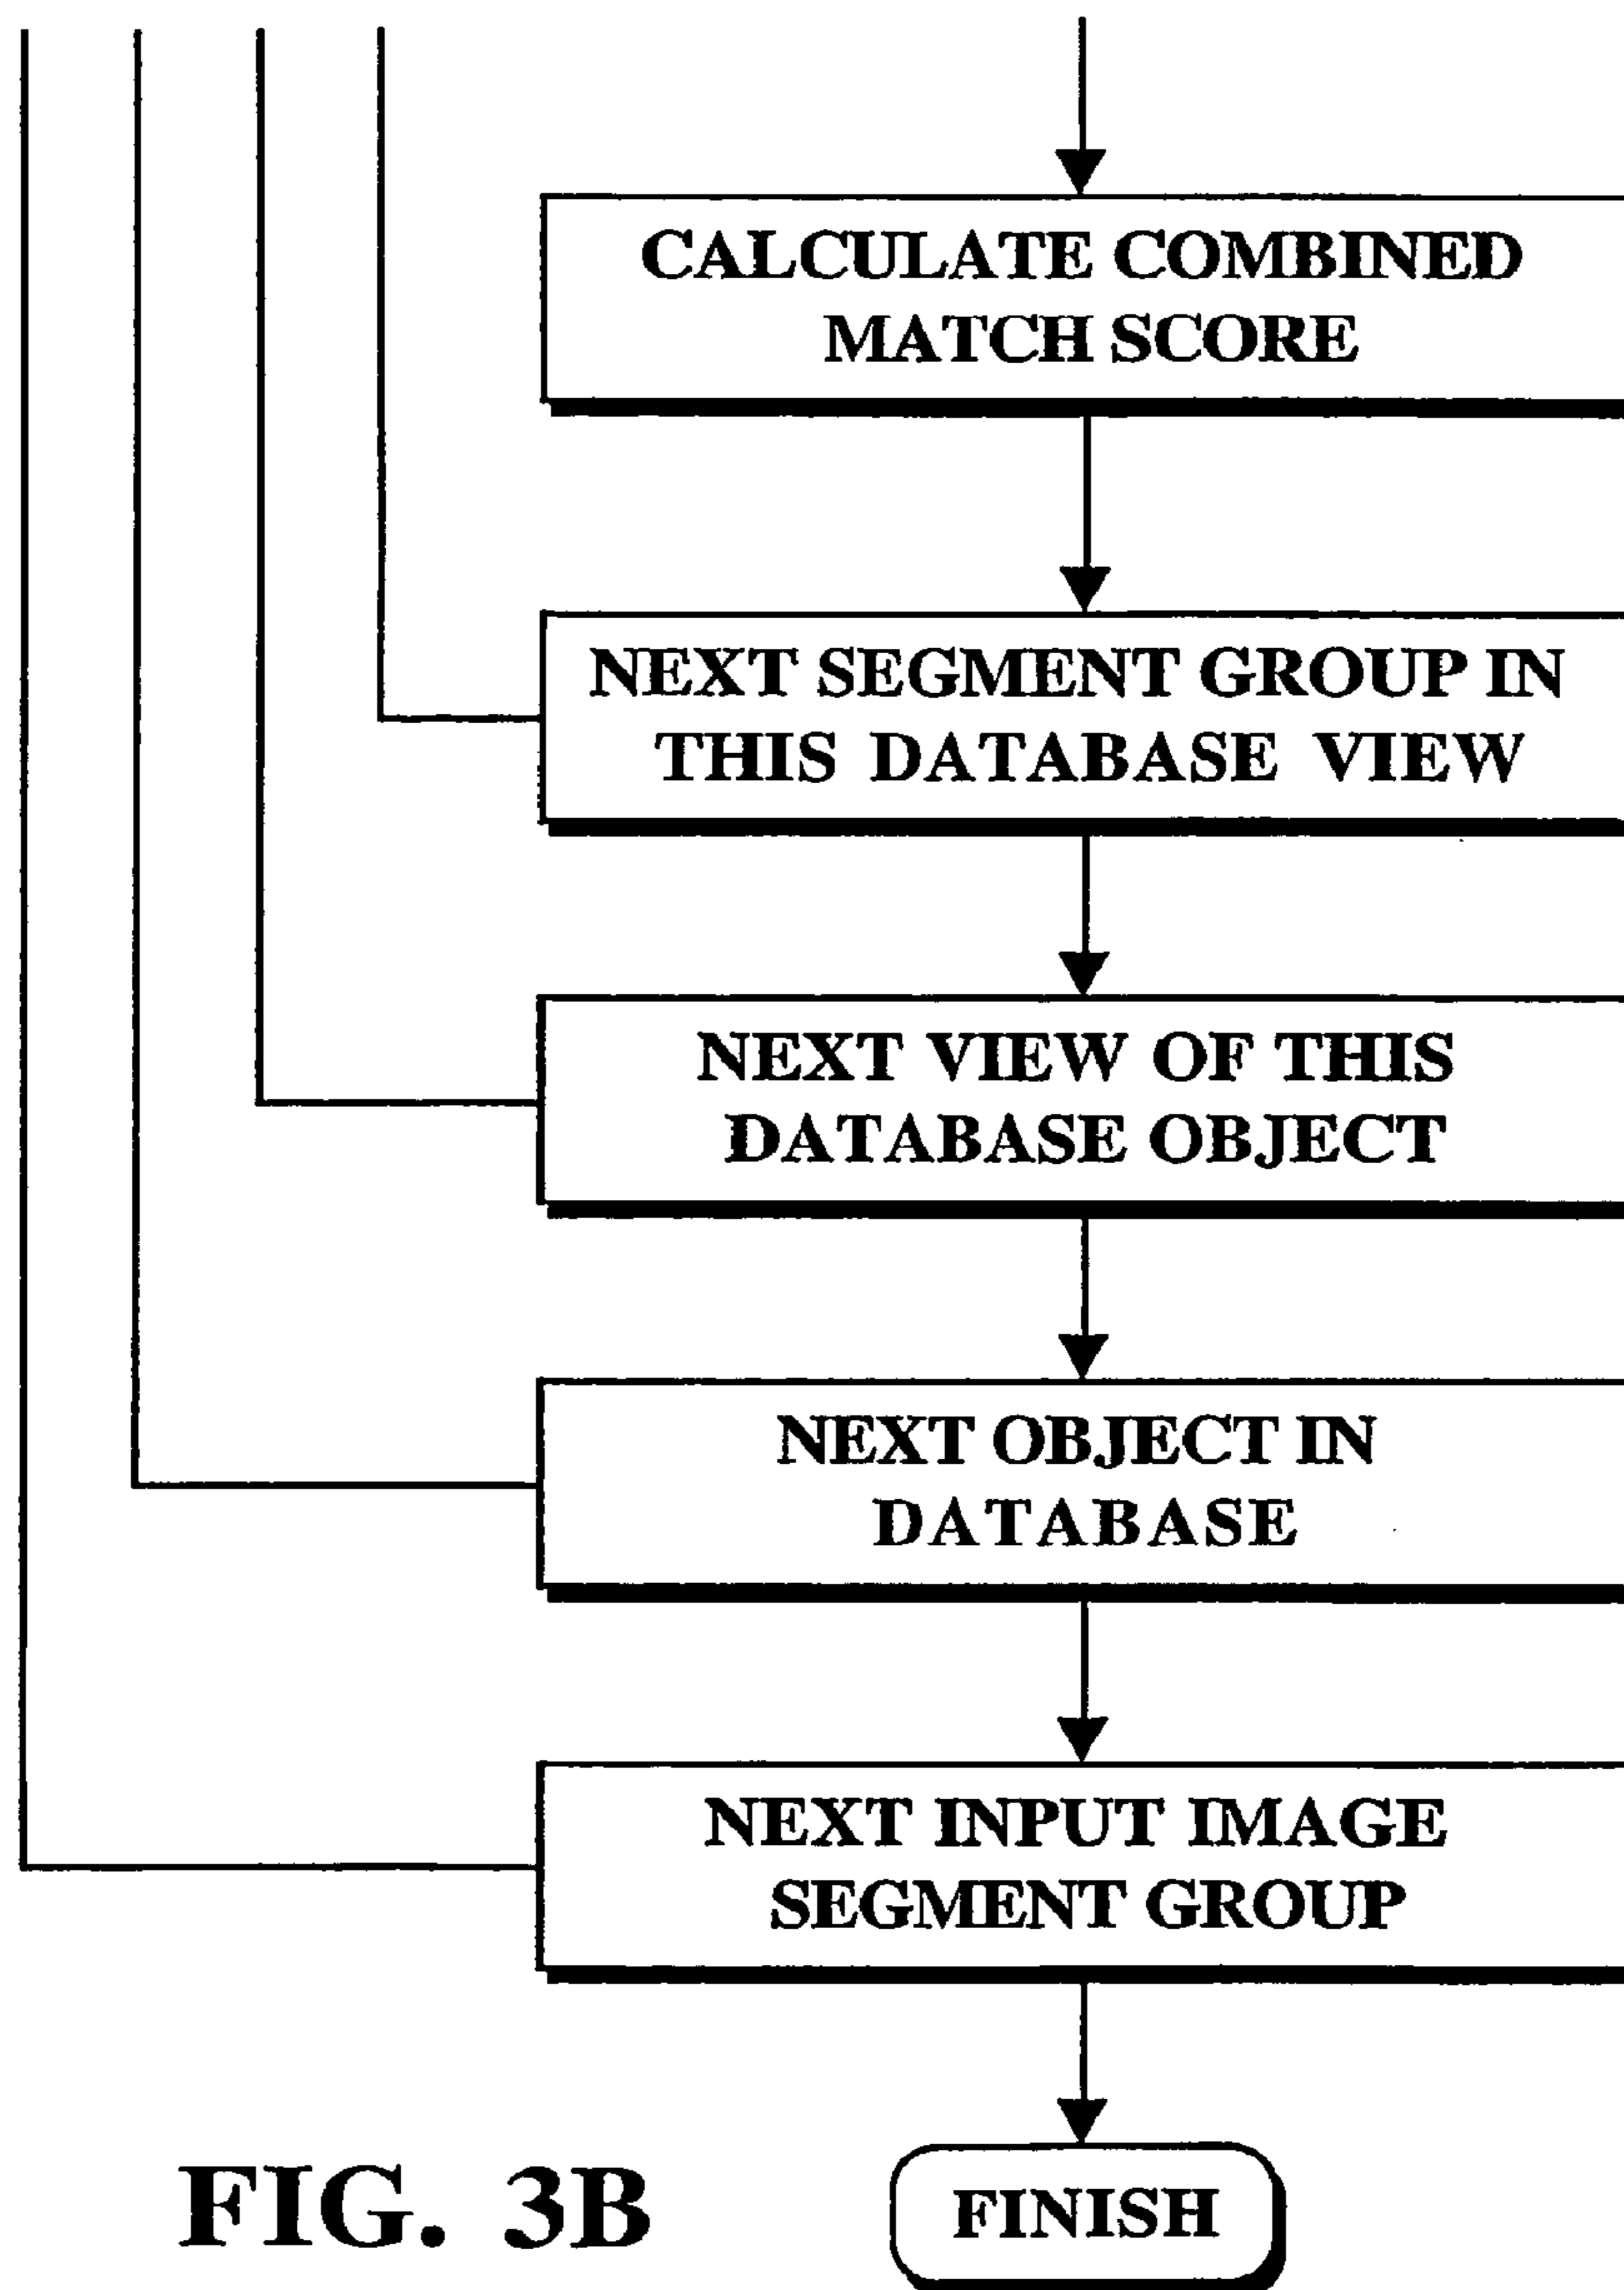 CALCULATE COMBINED
MATCH SCORE
NEXT SEGMENT GROUP IN
THIS DATABASE VIEW
NEXT VIEW OF THIS
DATABASE OBJECT
NEXT OBJECT IN
DATABASE
NEXT INPUT IMAGE
SEGMENT GROUP
FIG. 3B
FINISH